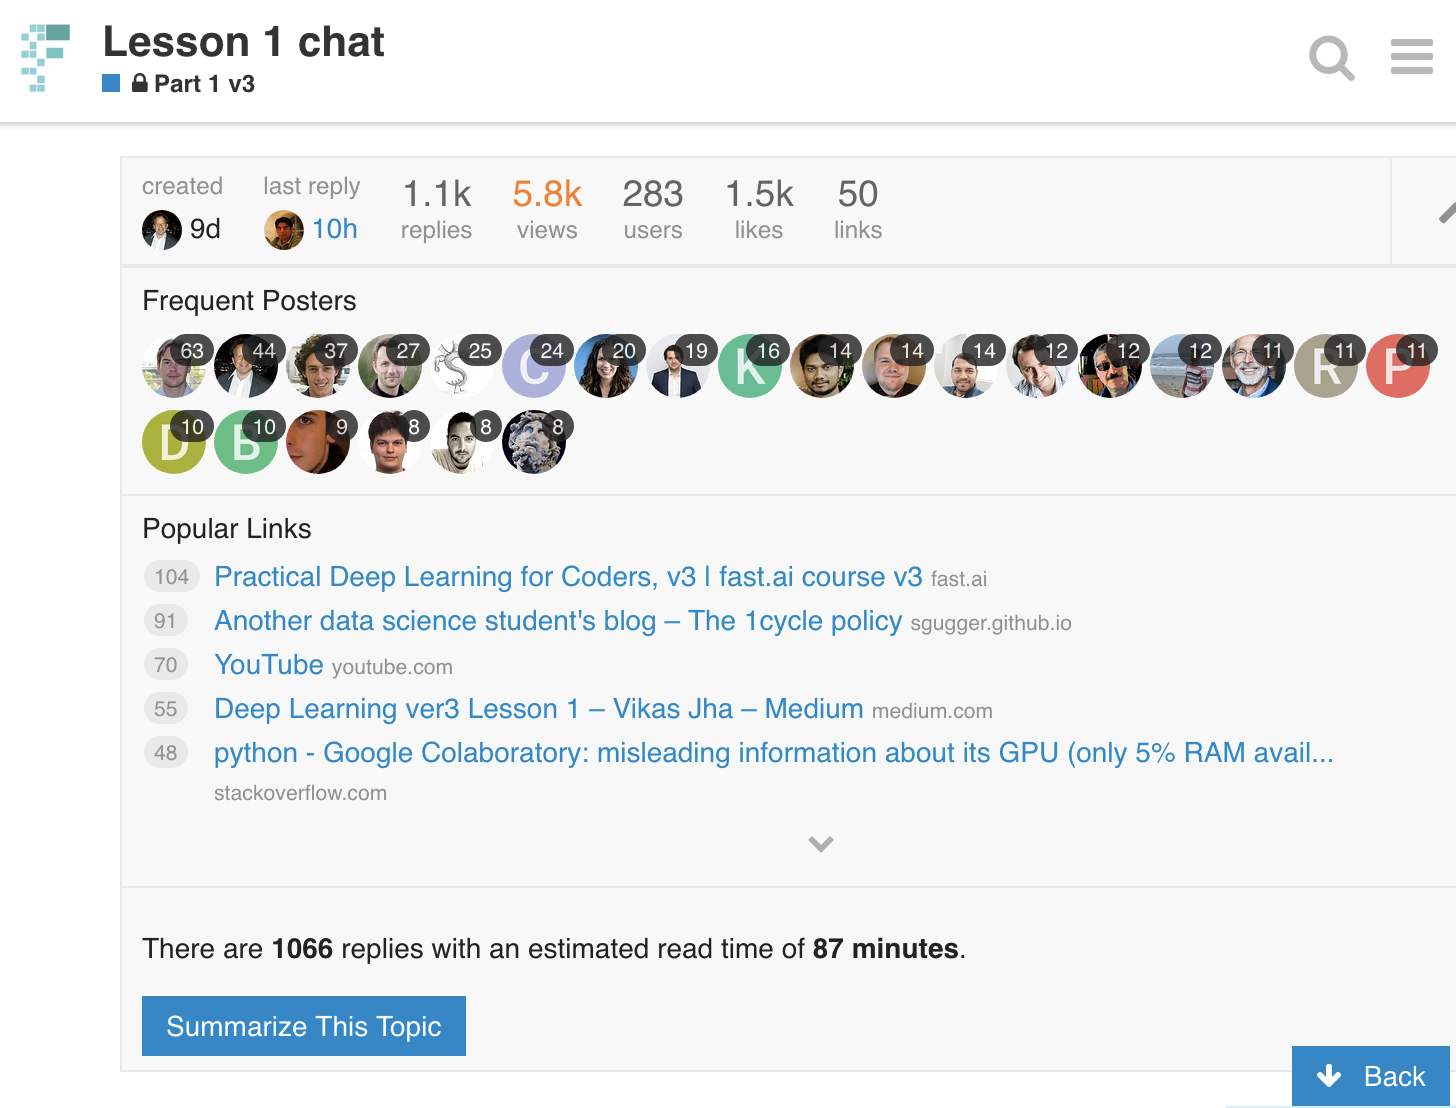 Lesson 1 chat
Part 1 v3
created last reply 1.1k 5.8k 283 1.5k 50
9d 10h replies views users likes links
Frequent Posters
63 44 37 27 25 C 24 20 19 K 16 14 14 14 12 12 12 11 R 11 P 11
D 10 B 10 9 8 8 8
Popular Links
104 Practical Deep Learning for Coders, v3 | fast.ai course v3 fast.ai
91 Another data science student's blog – The 1cycle policy sgugger.github.io
70 YouTube youtube.com
55 Deep Learning ver3 Lesson 1 – Vikas Jha – Medium medium.com
48 python - Google Colaboratory: misleading information about its GPU (only 5% RAM avail...
stackoverflow.com
There are 1066 replies with an estimated read time of 87 minutes.
Summarize This Topic
Back